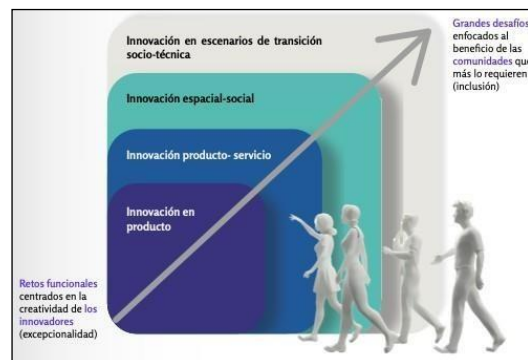 Innovación en escenarios de transición
socio-técnica
Grandes desafíos
enfocados al
beneficio de las
comunidades que
más lo requieren
(inclusión)
Innovación espacial-social
Innovación producto- servicio
Innovación en
producto
Retos funcionales
centrados en la
creatividad de los
innovadores
(excepcionalidad)